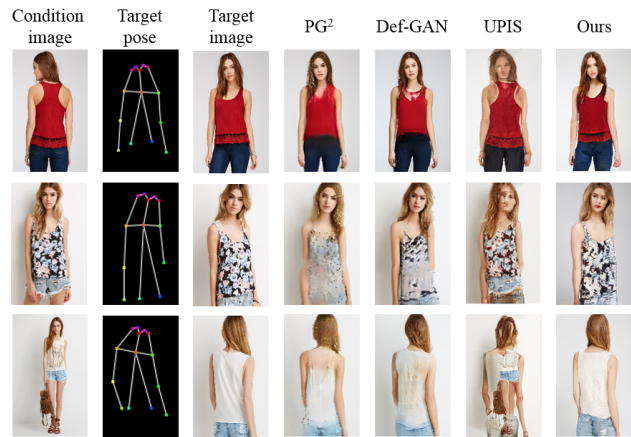 Condition image
Target pose
Target image
PG²
Def-GAN
UPIS
Ours